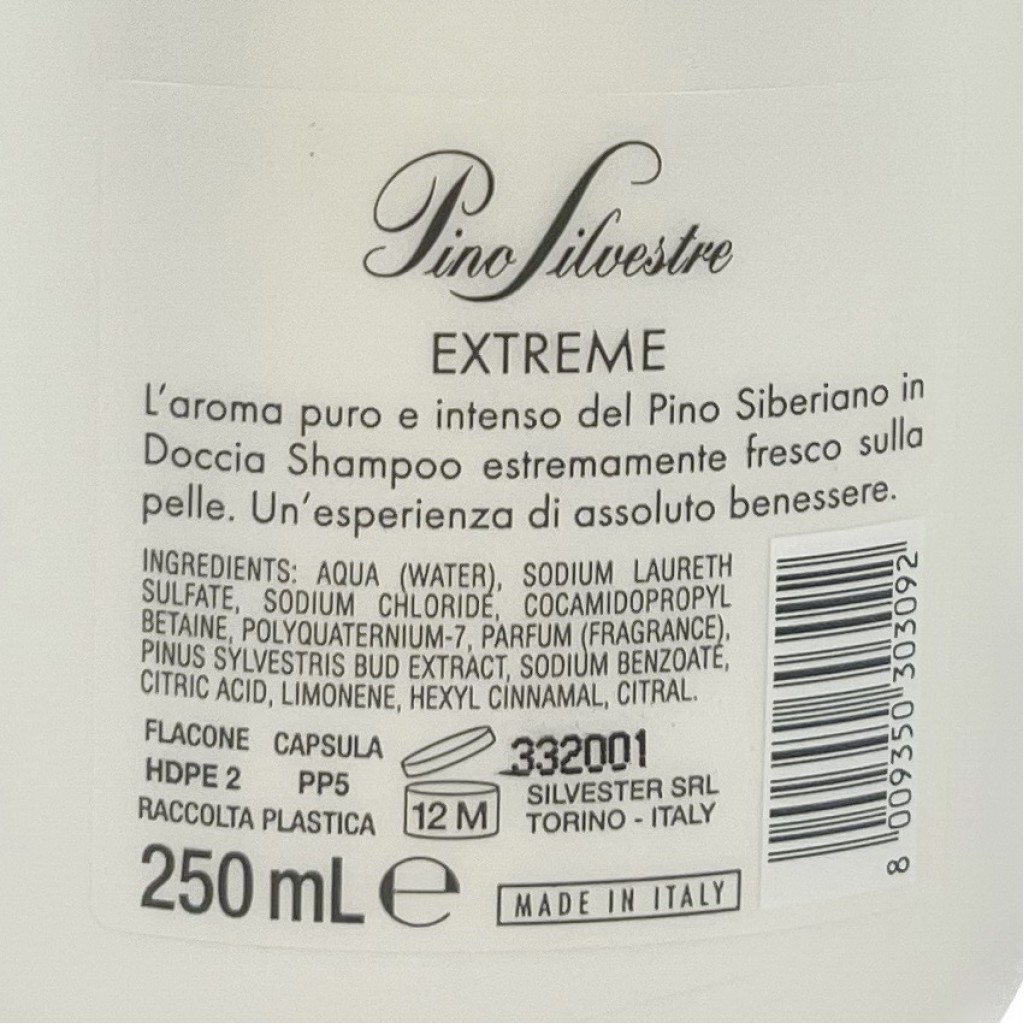 Pino Silvestre
EXTREME
L'aroma puro e intenso del Pino Siberiano in
Doccia Shampoo estremamente fresco sulla
pelle. Un'esperienza di assoluto benessere.
INGREDIENTS: AQUA (WATER), SODIUM LAURETH
SULFATE, SODIUM CHLORIDE, COCAMIDOPROPYL
BETAINE, POLYQUATERNIUM-7, PARFUM (FRAGRANCE),
PINUS SYLVESTRIS BUD EXTRACT, SODIUM BENZOATE,
CITRIC ACID, LIMONENE, HEXYL CINNAMAL, CITRAL.
FLACONE CAPSULA
HDPE 2 PP5
RACCOLTA PLASTICA
12 M
332001
SILVESTER SRL
TORINO - ITALY
250 mL e
MADE IN ITALY
8 009350 303092